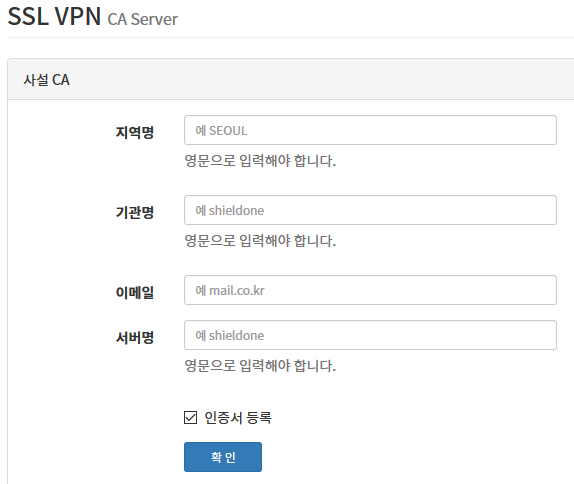 SSL VPN CA Server
사설 CA
지역명 예 SEOUL
영문으로 입력해야 합니다.
기관명 예 shieldone
영문으로 입력해야 합니다.
이메일 예 mail.co.kr
서버명 예 shieldone
영문으로 입력해야 합니다.
인증서 등록
확 인